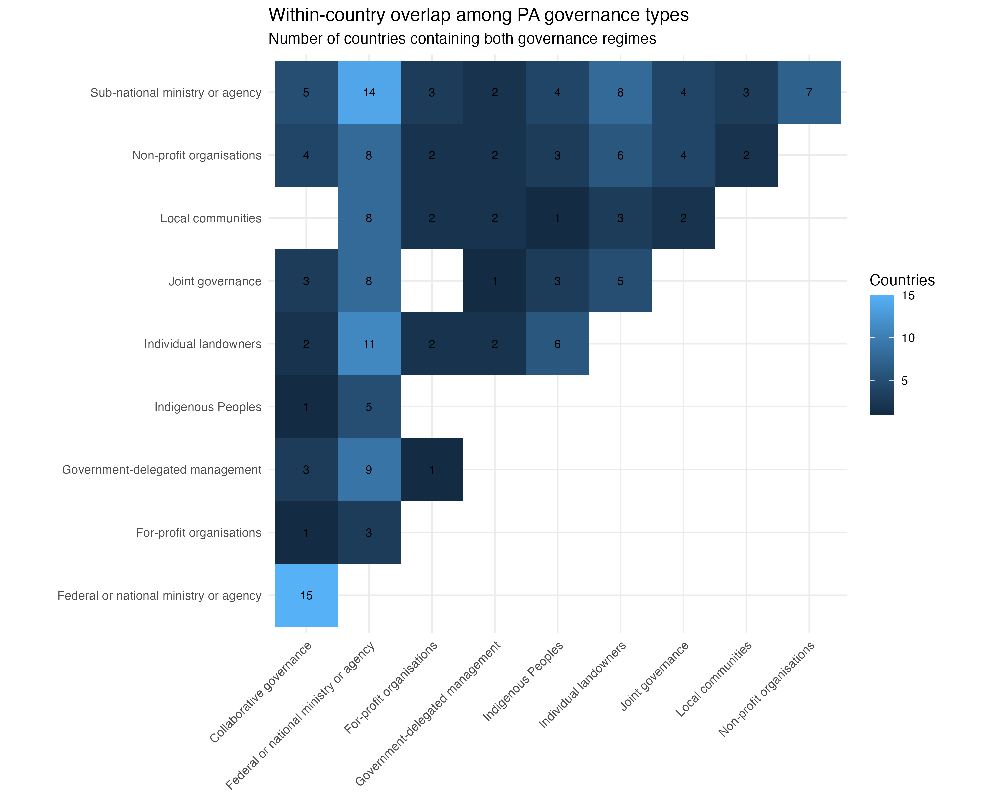 Within-country overlap among PA governance types
Number of countries containing both governance regimes
Sub-national ministry or agency 5 14 3 2 4 8 4 3 7
Non-profit organisations 4 8 2 2 3 6 4 2
Local communities 8 2 2 1 3 2
Joint governance 3 8 1 3 5
Individual landowners 2 11 2 2 6
Indigenous Peoples 1 5
Government-delegated management 3 9 1
For-profit organisations 1 3
Federal or national ministry or agency 15
Collaborative governance
Federal or national ministry or agency
For-profit organisations
Government-delegated management
Indigenous Peoples
Individual landowners
Joint governance
Local communities
Non-profit organisations
Countries
15
10
5